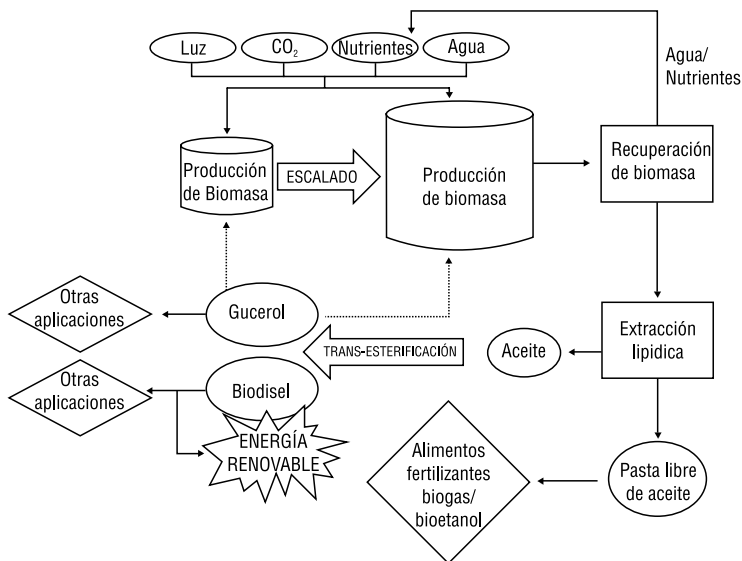 Luz
CO₂
Nutrientes
Agua
Agua/
Nutrientes
Producción
de Biomasa
ESCALADO
Producción
de biomasa
Recuperación
de biomasa
Otras
aplicaciones
Gucerol
TRANS-ESTERIFICACIÓN
Aceite
Extracción
lipidica
Otras
aplicaciones
Biodisel
ENERGÍA
RENOVABLE
Alimentos
fertilizantes
biogas/
bioetanol
Pasta libre
de aceite